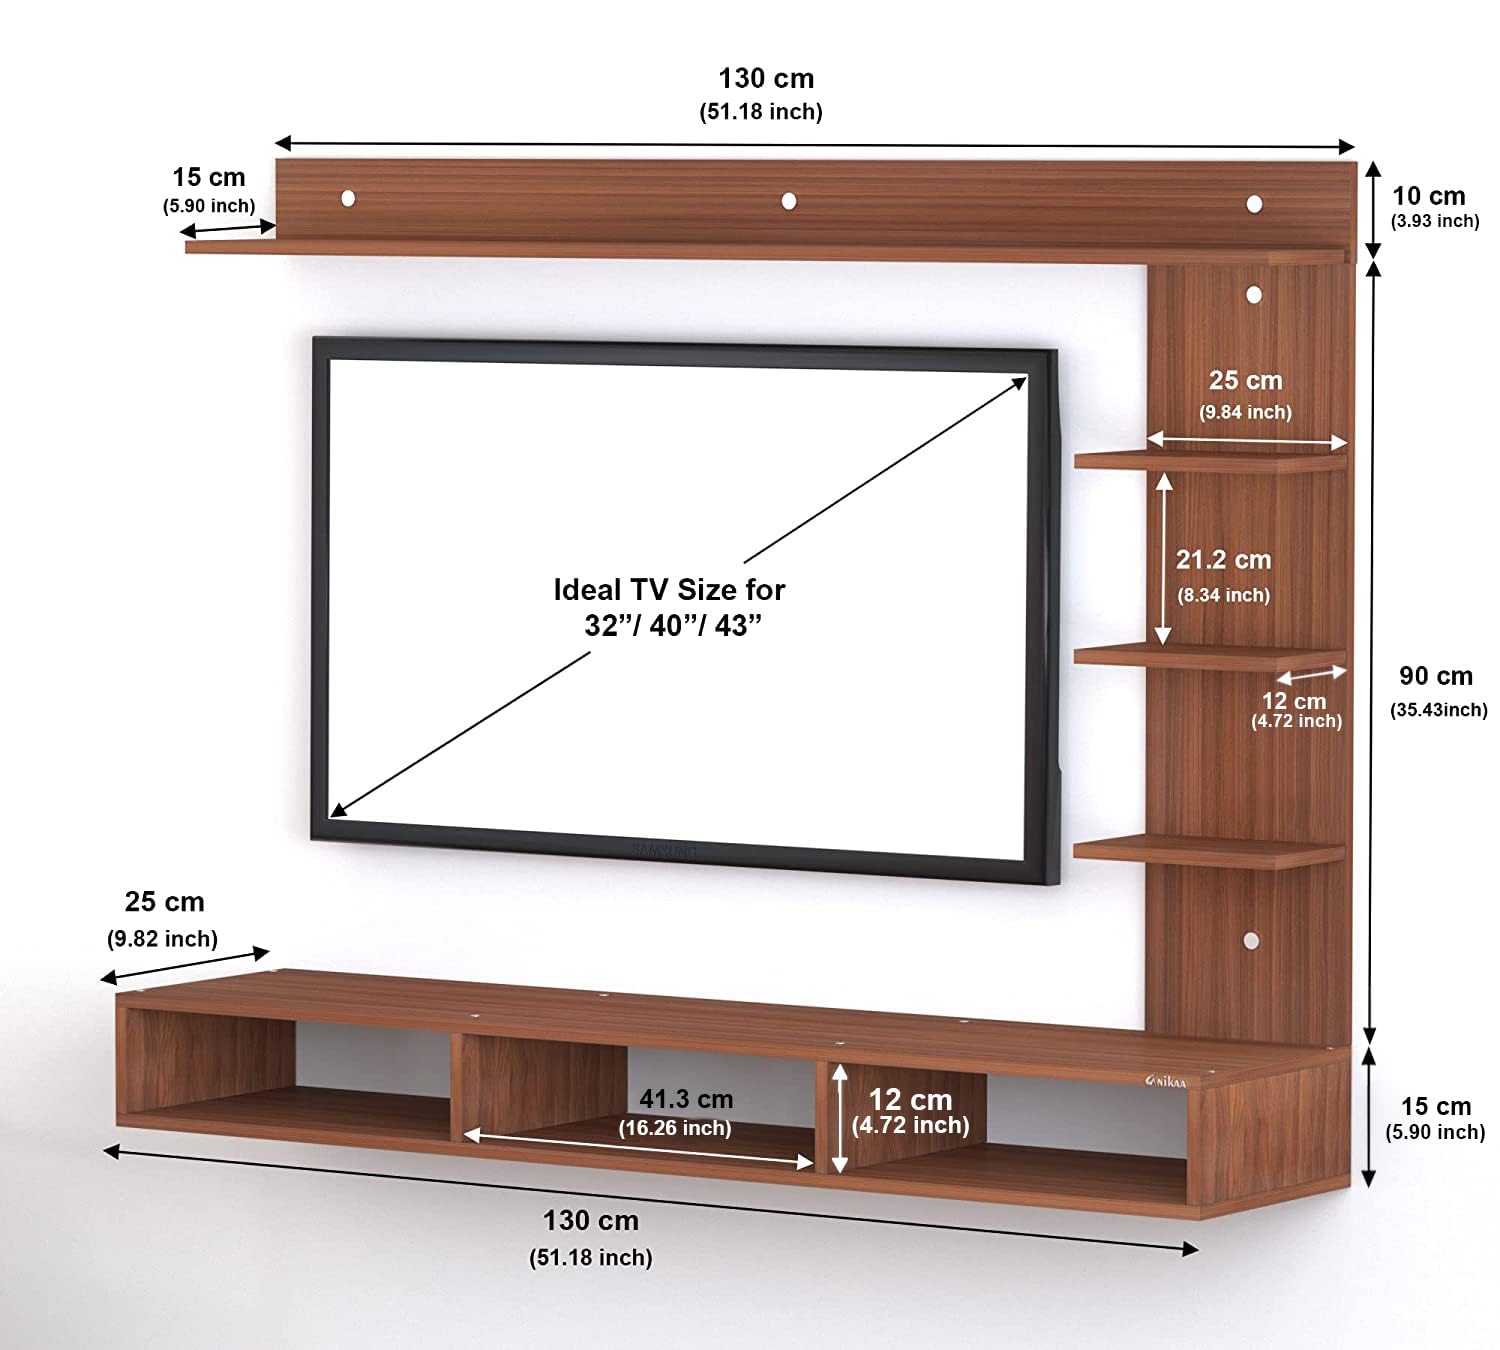 130 cm
(51.18 inch)
15 cm
(5.90 inch)
10 cm
(3.93 inch)
25 cm
(9.84 inch)
21.2 cm
(8.34 inch)
Ideal TV Size for
32”/ 40”/ 43”
12 cm
(4.72 inch)
90 cm
(35.43inch)
SAMSUNG
25 cm
(9.82 inch)
ANiKAA
41.3 cm
(16.26 inch)
12 cm
(4.72 inch)
15 cm
(5.90 inch)
130 cm
(51.18 inch)